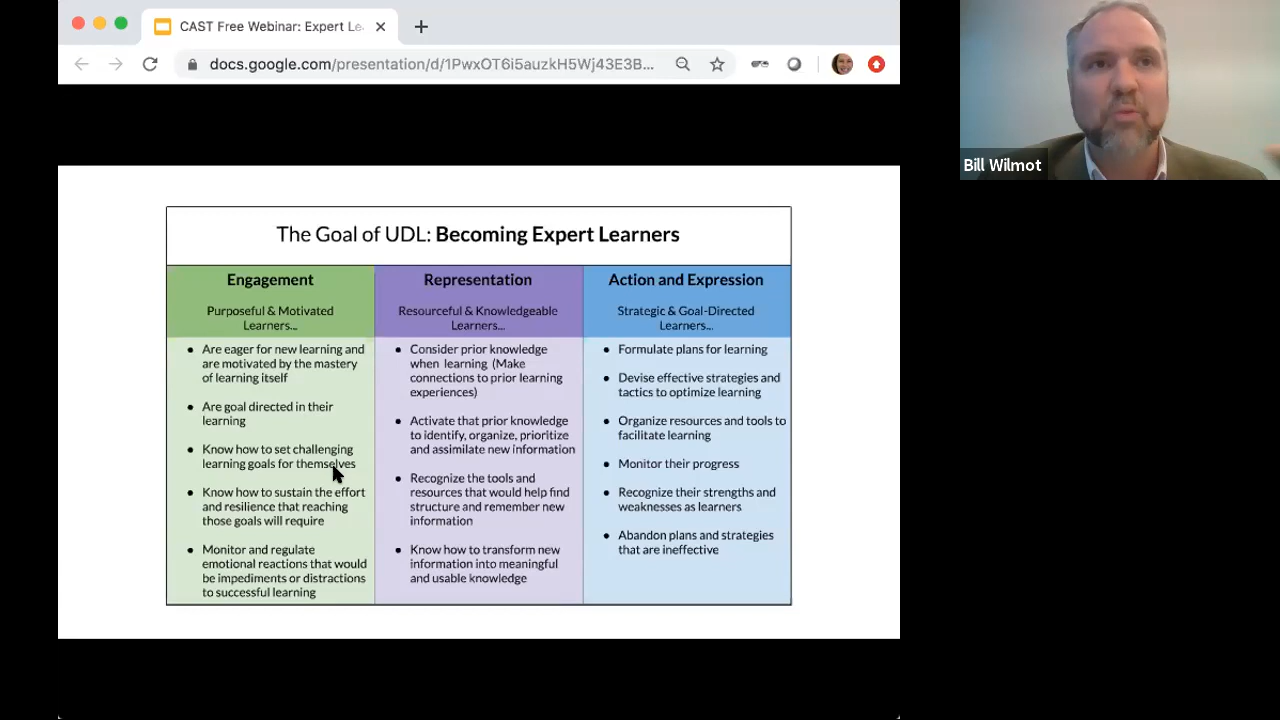 CAST Free Webinar: Expert Le
docs.google.com/presentation/d/1PwxOT6i5auzkH5Wj43E3B...
Bill Wilmot
The Goal of UDL: Becoming Expert Learners
Engagement
Purposeful & Motivated
Learners...
Are eager for new learning and
are motivated by the mastery
of learning itself
Are goal directed in their
learning
Know how to set challenging
learning goals for themselves
Know how to sustain the effort
and resilience that reaching
those goals will require
Monitor and regulate
emotional reactions that would
be impediments or distractions
to successful learning
Representation
Resourceful & Knowledgeable
Learners...
Consider prior knowledge
when learning (Make
connections to prior learning
experiences)
Activate that prior knowledge
to identify, organize, prioritize
and assimilate new information
Recognize the tools and
resources that would help find
structure and remember new
information
Know how to transform new
information into meaningful
and usable knowledge
Action and Expression
Strategic & Goal-Directed
Learners...
Formulate plans for learning
Devise effective strategies and
tactics to optimize learning
Organize resources and tools to
facilitate learning
Monitor their progress
Recognize their strengths and
weaknesses as learners
Abandon plans and strategies
that are ineffective